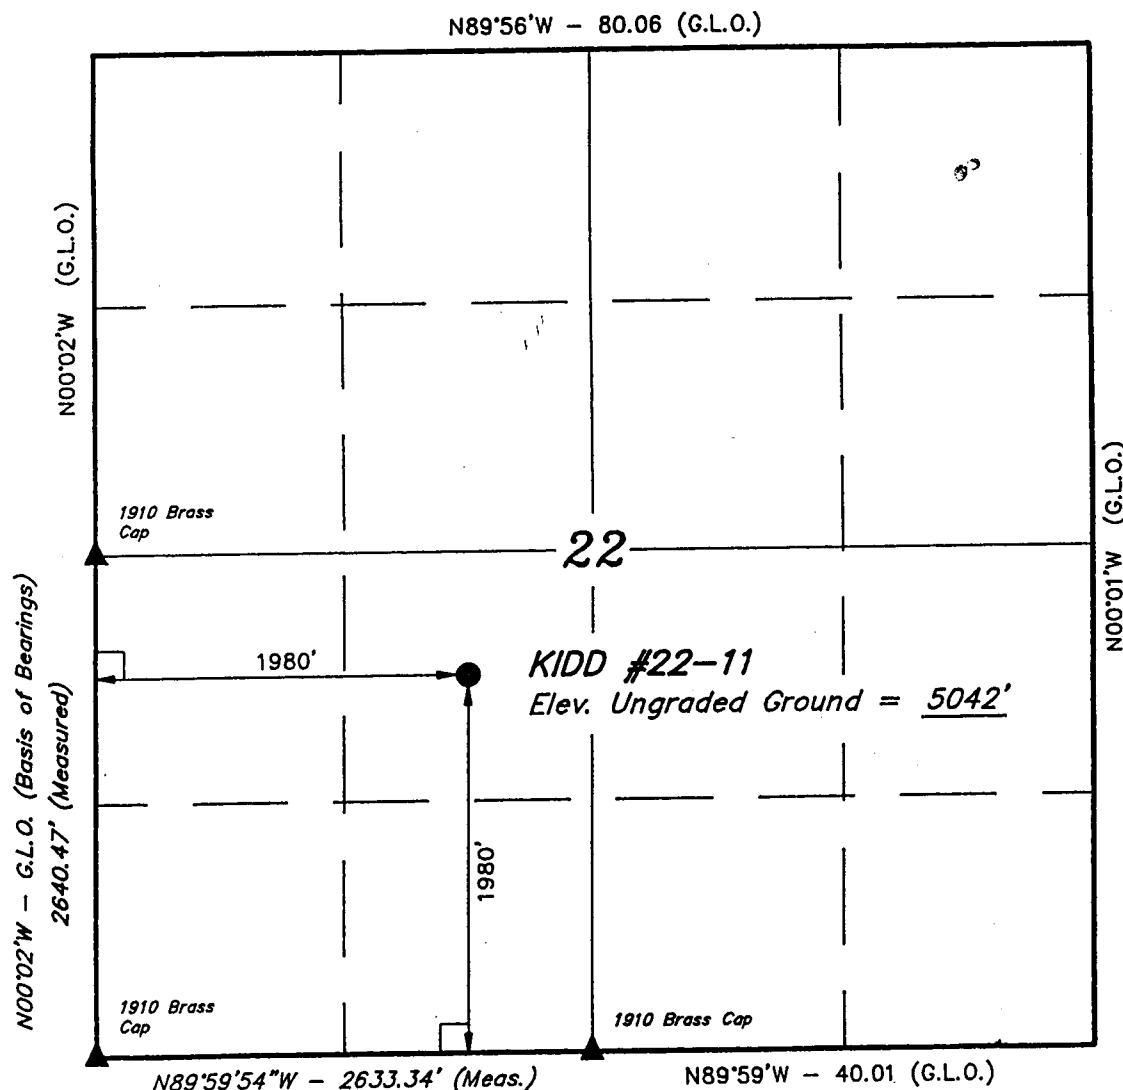 N89°56'W - 80.06 (G.L.O.)
N00°02'W (G.L.O.)
1910 Brass
Cap
22
N00°01'W (G.L.O.)
1980'
KIDD #22-11
Elev. Ungraded Ground = 5042'
N00°02'W - G.L.O. (Basis of Bearings)
2640.47' (Measured)
1980'
1910 Brass
Cap
1910 Brass Cap
N89°59'54"W - 2633.34' (Meas.)
N89°59'W - 40.01 (G.L.O.)